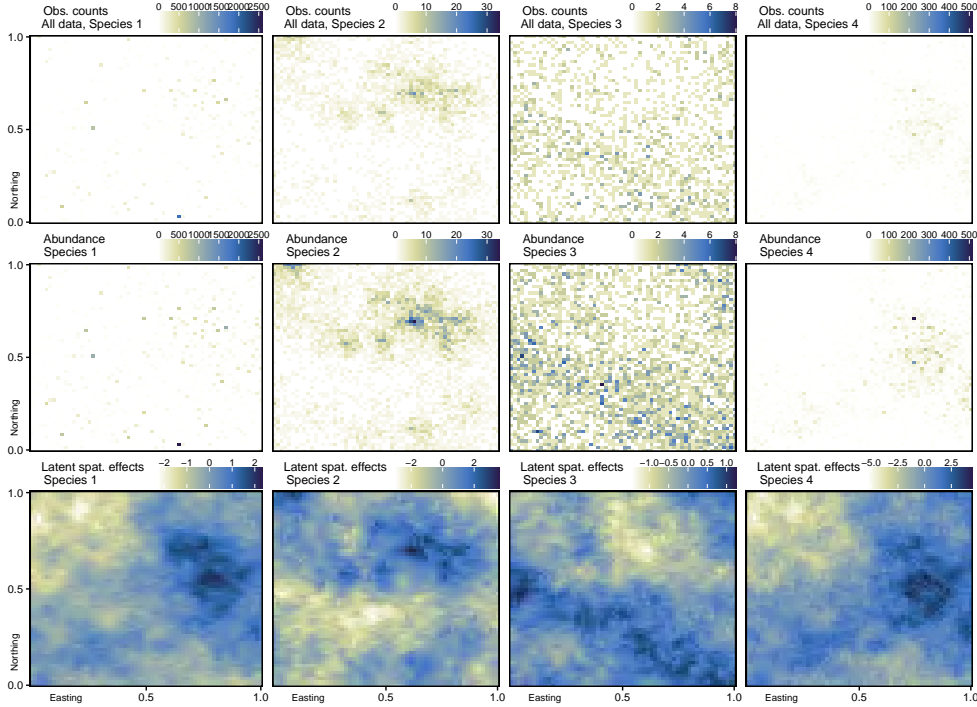 Obs. counts
All data, Species 1
0 500 1000 1500 2000 2500
Obs. counts
All data, Species 2
0 10 20 30
Obs. counts
All data, Species 3
0 2 4 6 8
Obs. counts
All data, Species 4
0 100 200 300 400 500
1.0
0.5
0.0
Northing
Abundance
Species 1
0 500 1000 1500 2000 2500
Abundance
Species 2
0 10 20 30
Abundance
Species 3
0 2 4 6 8
Abundance
Species 4
0 100 200 300 400 500
1.0
0.5
0.0
Northing
Latent spat. effects
Species 1
−2 −1 0 1 2
Latent spat. effects
Species 2
−2 0 2
Latent spat. effects
Species 3
−1.0 −0.5 0.0 0.5 1.0
Latent spat. effects
Species 4
−5.0 −2.5 0.0 2.5
1.0
0.5
0.0
Northing
Easting 0.5 1.0
Easting 0.5 1.0
Easting 0.5 1.0
Easting 0.5 1.0